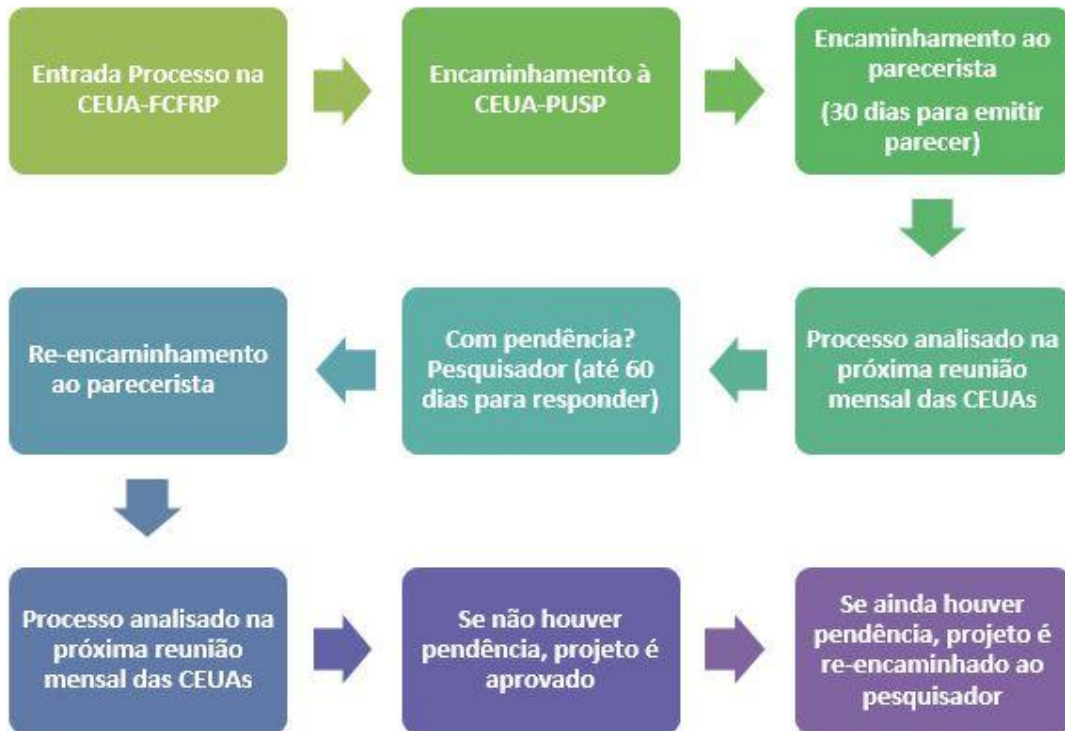 Entrada Processo na
CEUA-FCFRP
Encaminhamento à
CEUA-PUSP
Encaminhamento ao
parecerista
(30 dias para emitir
parecer)
Processo analisado na
próxima reunião
mensal das CEUAs
Com pendência?
Pesquisador (até 60
dias para responder)
Re-encaminhamento
ao parecerista
Processo analisado na
próxima reunião
mensal das CEUAs
Se não houver
pendência, projeto é
aprovado
Se ainda houver
pendência, projeto é
re-encaminhado ao
pesquisador